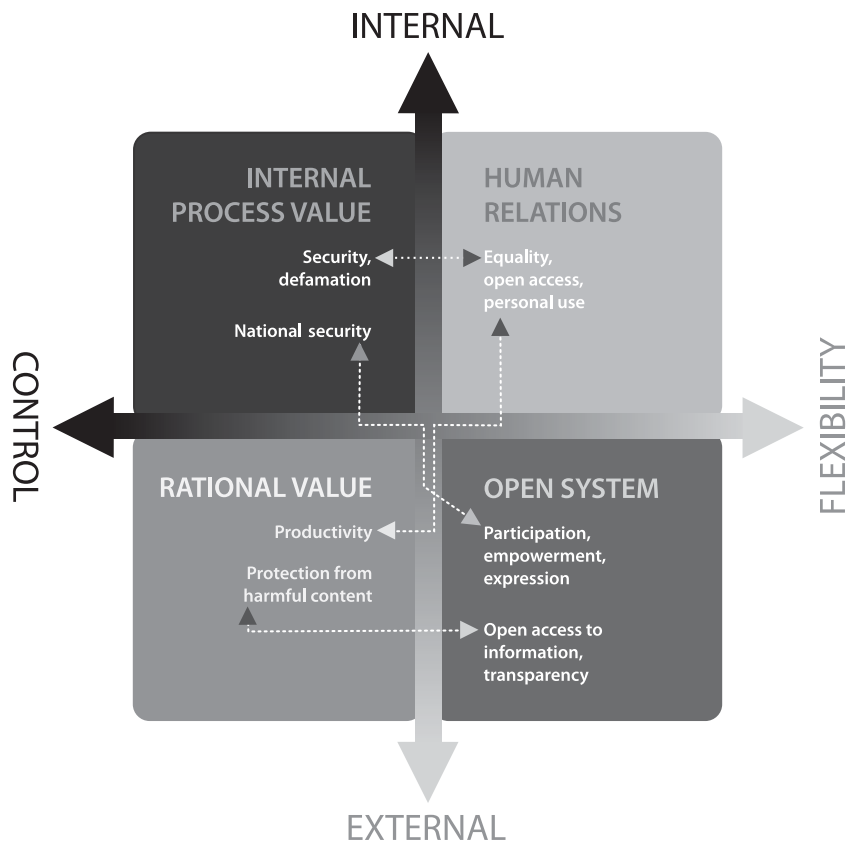 INTERNAL
INTERNAL
PROCESS VALUE
Security,
defamation
National security
HUMAN
RELATIONS
Equality,
open access,
personal use
CONTROL
FLEXIBILITY
RATIONAL VALUE
Productivity
Protection from
harmful content
OPEN SYSTEM
Participation,
empowerment,
expression
Open access to
information,
transparency
EXTERNAL